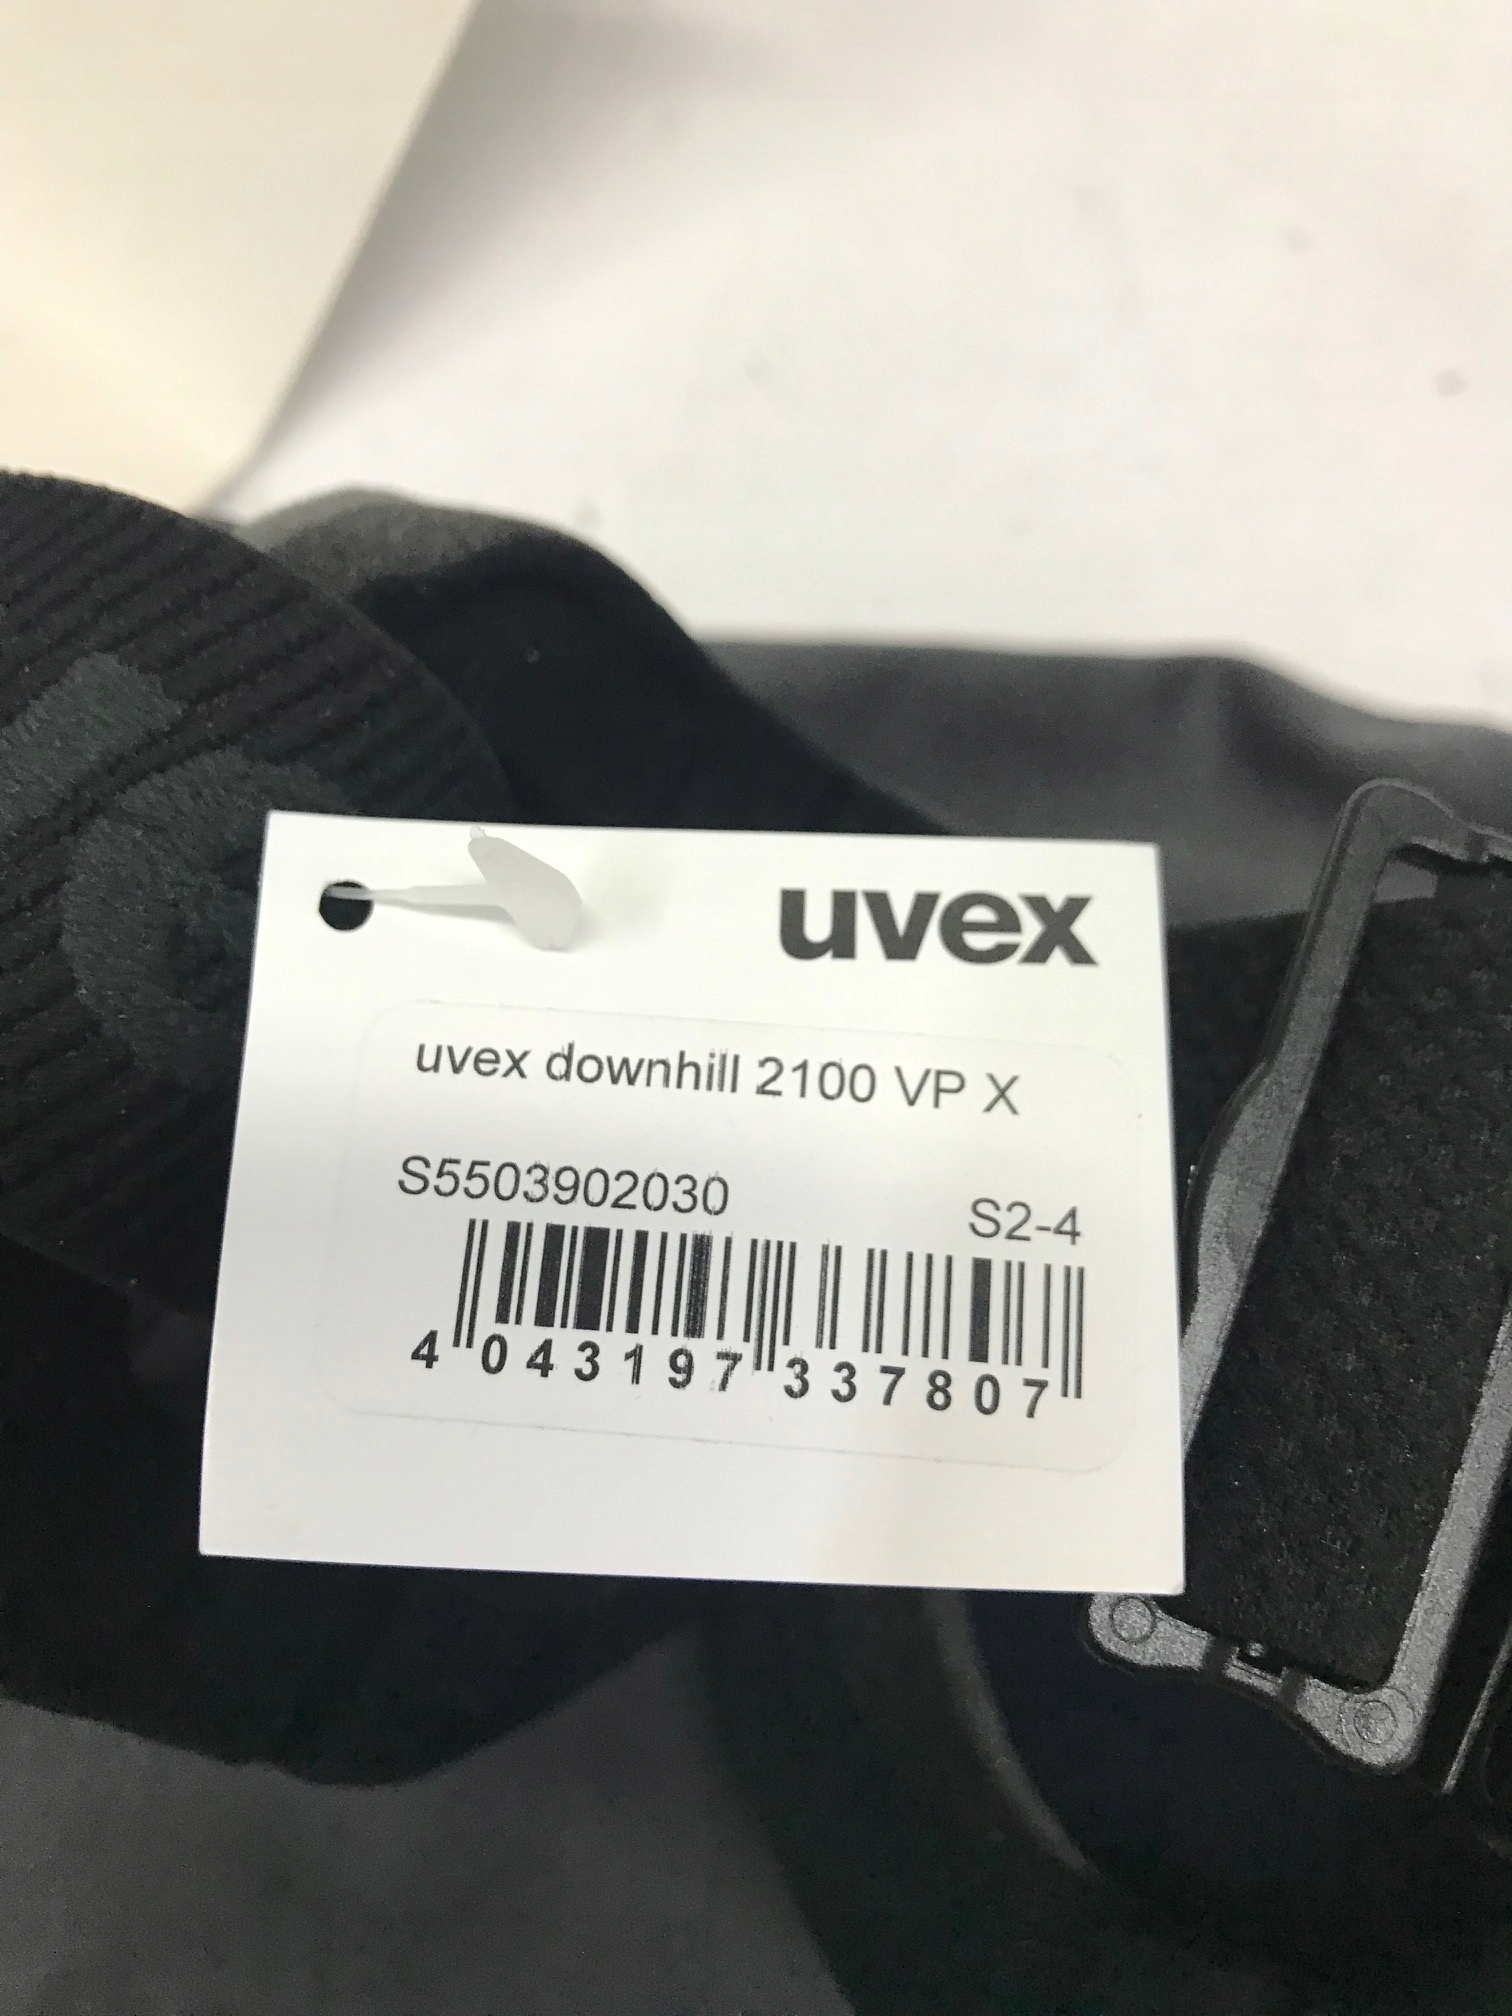 uvex
uvex downhill 2100 VP X
S5503902030 S2-4
4 043197 337807